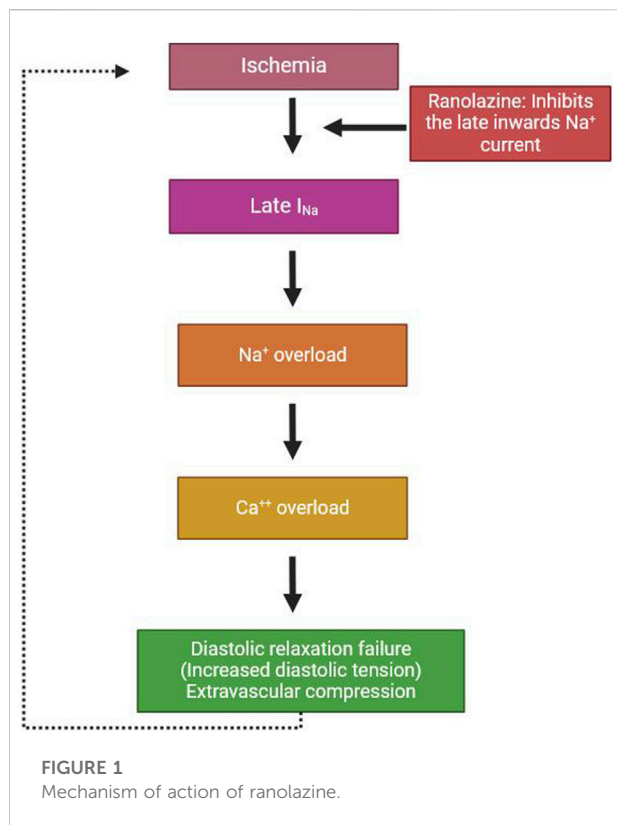 Ischemia
Ranolazine: Inhibits
the late inwards Na⁺
current
Late I_Na
Na⁺ overload
Ca⁺⁺ overload
Diastolic relaxation failure
(Increased diastolic tension)
Extravascular compression
FIGURE 1
Mechanism of action of ranolazine.